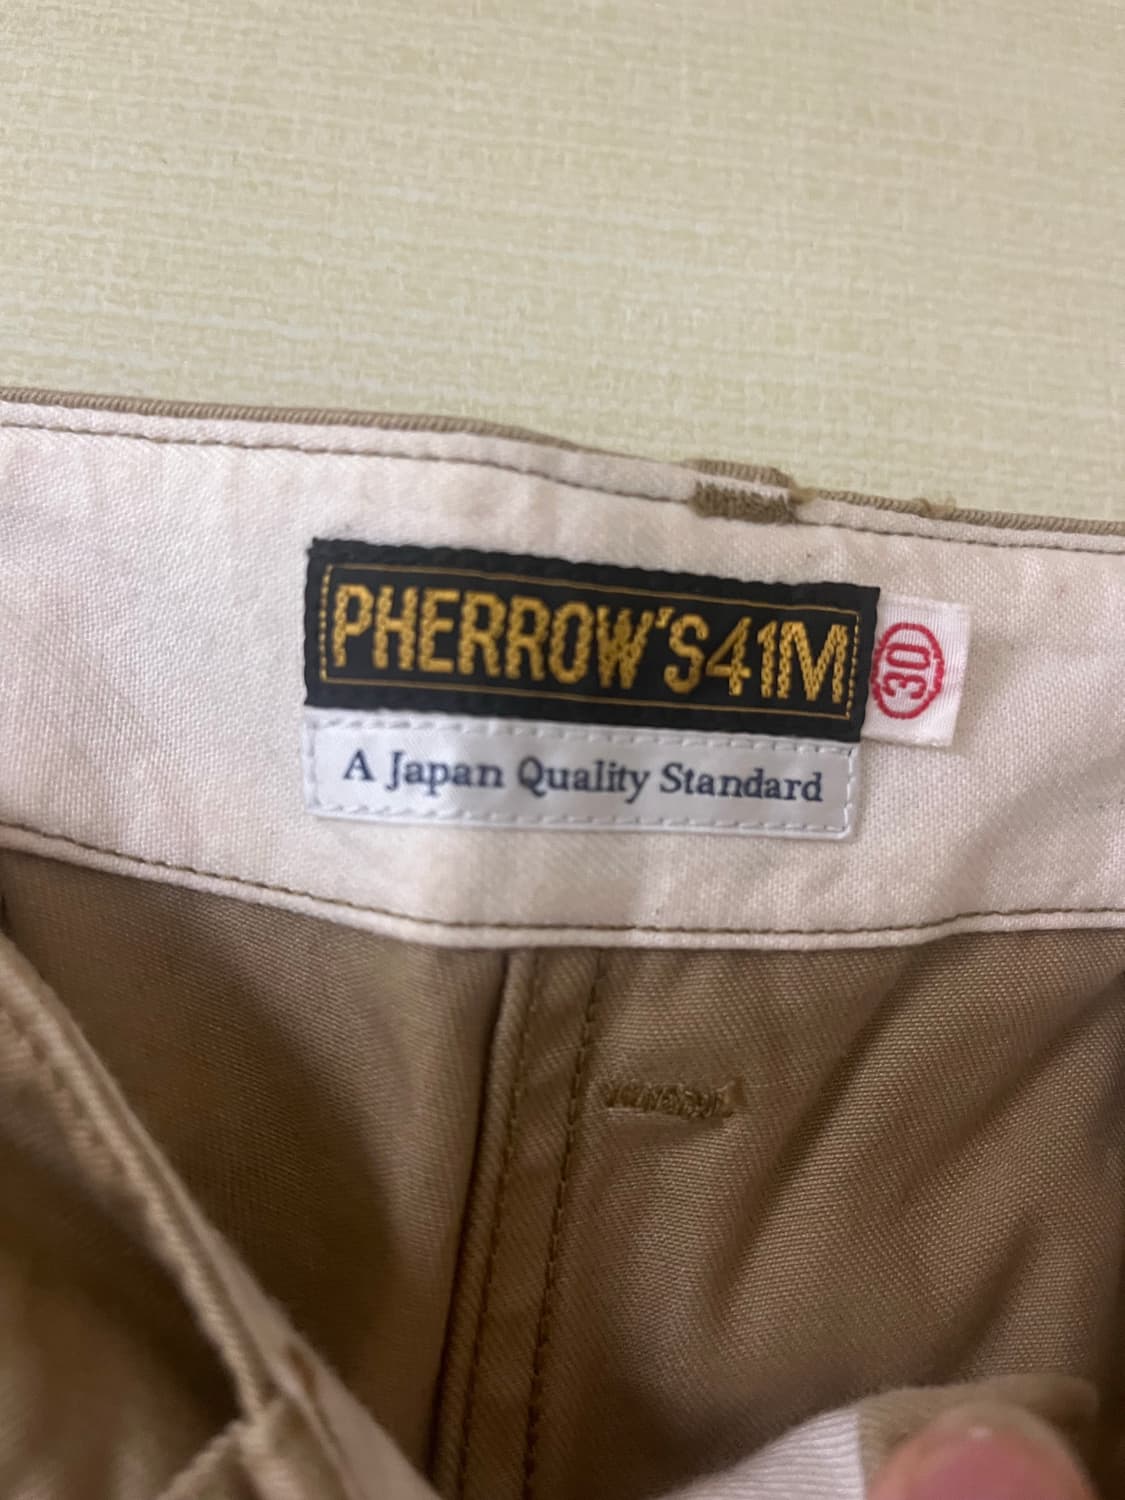 PHERROW'S41M
30
A Japan Quality Standard